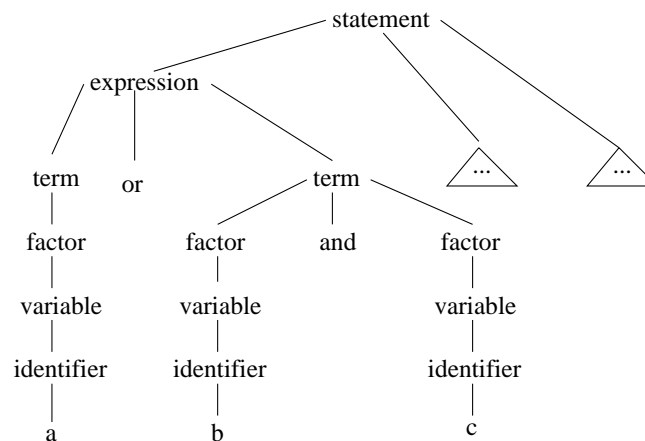 statement
expression
term or term ... ...
factor factor and factor
variable variable variable
identifier identifier identifier
a b c